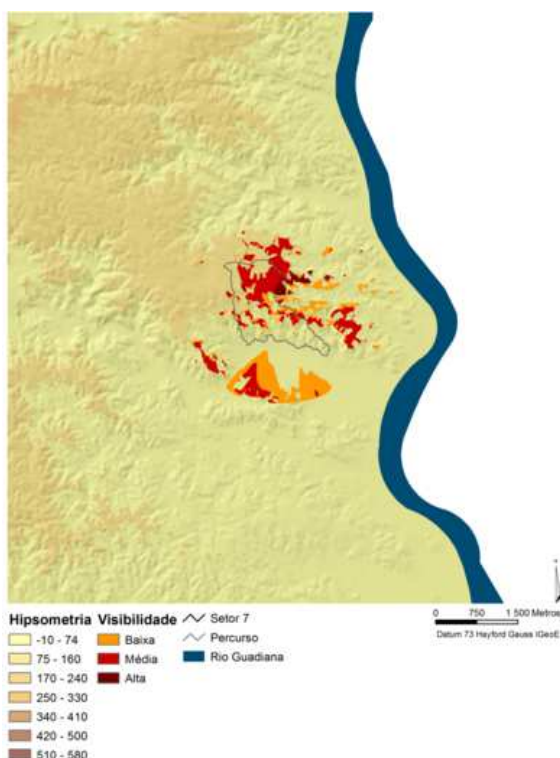 Hipsometria
-10 - 74
75 - 160
170 - 240
250 - 330
340 - 410
420 - 500
510 - 580
Visibilidade
Baixa
Média
Alta
Setor 7
Percurso
Rio Guadiana
0 750 1 500 Metros
Datum 73 Hayford Gauss IGeoE